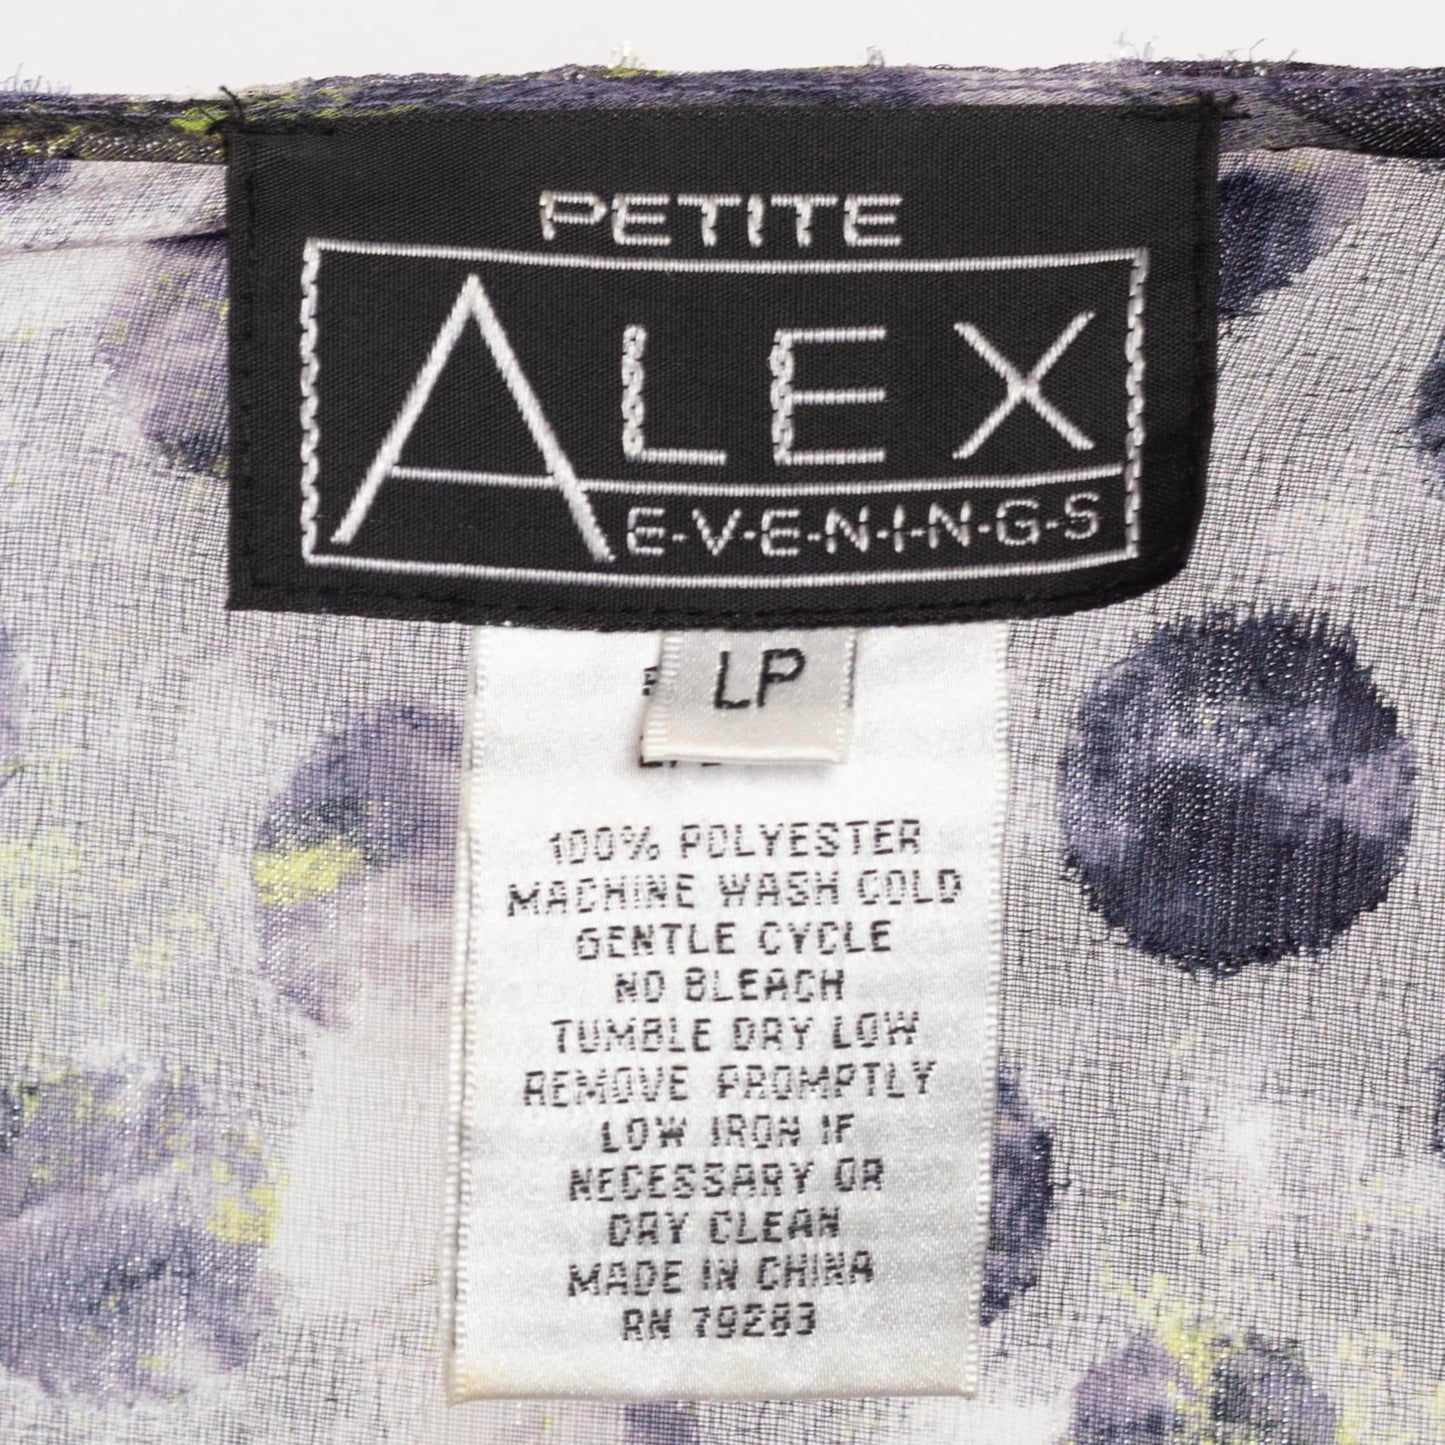 PETITE
ALEX
E-V-E-N-I-N-G-S
LP
100% POLYESTER
MACHINE WASH COLD
GENTLE CYCLE
NO BLEACH
TUMBLE DRY LOW
REMOVE PROMPTLY
LOW IRON IF
NECESSARY OR
DRY CLEAN
MADE IN CHINA
RN 79283